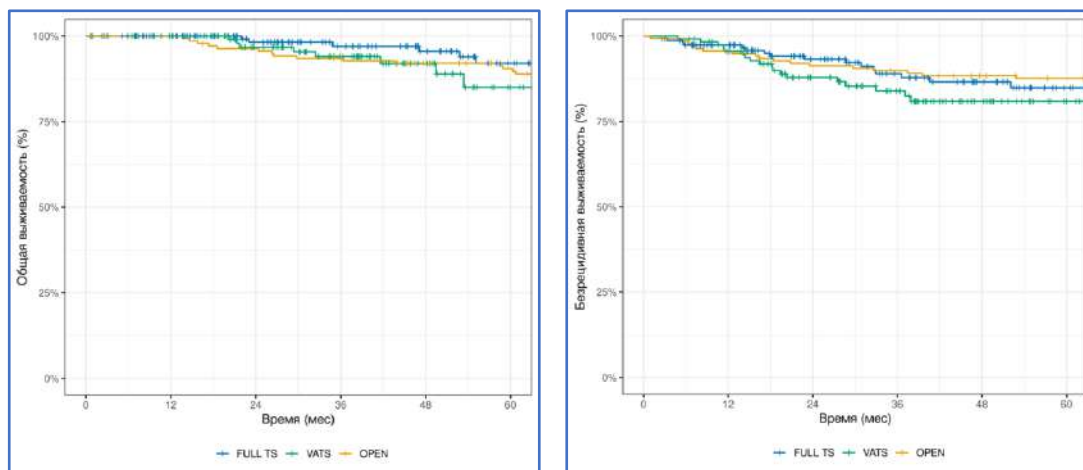 Общая выживаемость (%)
100%
75%
50%
25%
0%
0 12 24 36 48 60
Время (мес)
FULL TS VATS OPEN
Безрецидивная выживаемость (%)
100%
75%
50%
25%
0%
0 12 24 36 48 60
Время (мес)
FULL TS VATS OPEN